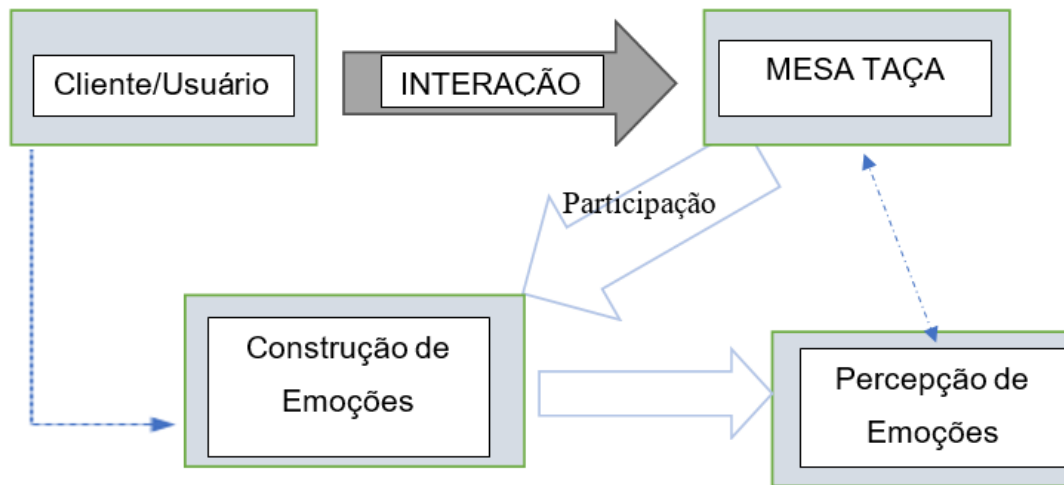 Cliente/Usuário
INTERAÇÃO
MESA TAÇA
Participação
Construção de
Emoções
Percepção de
Emoções